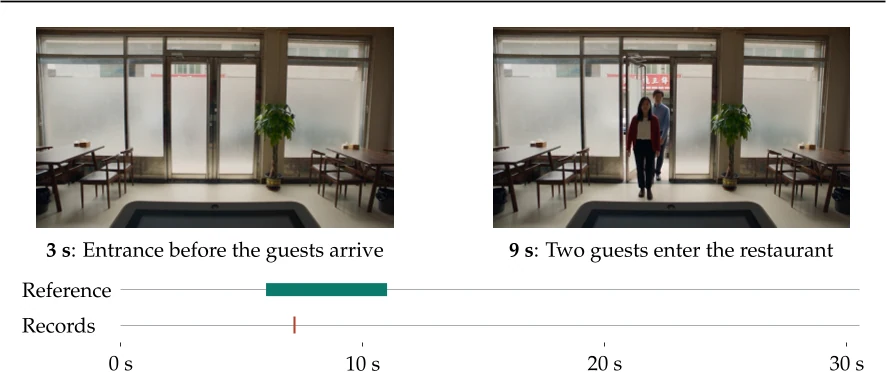 3 s: Entrance before the guests arrive
9 s: Two guests enter the restaurant
Reference
Records
0 s
10 s
20 s
30 s